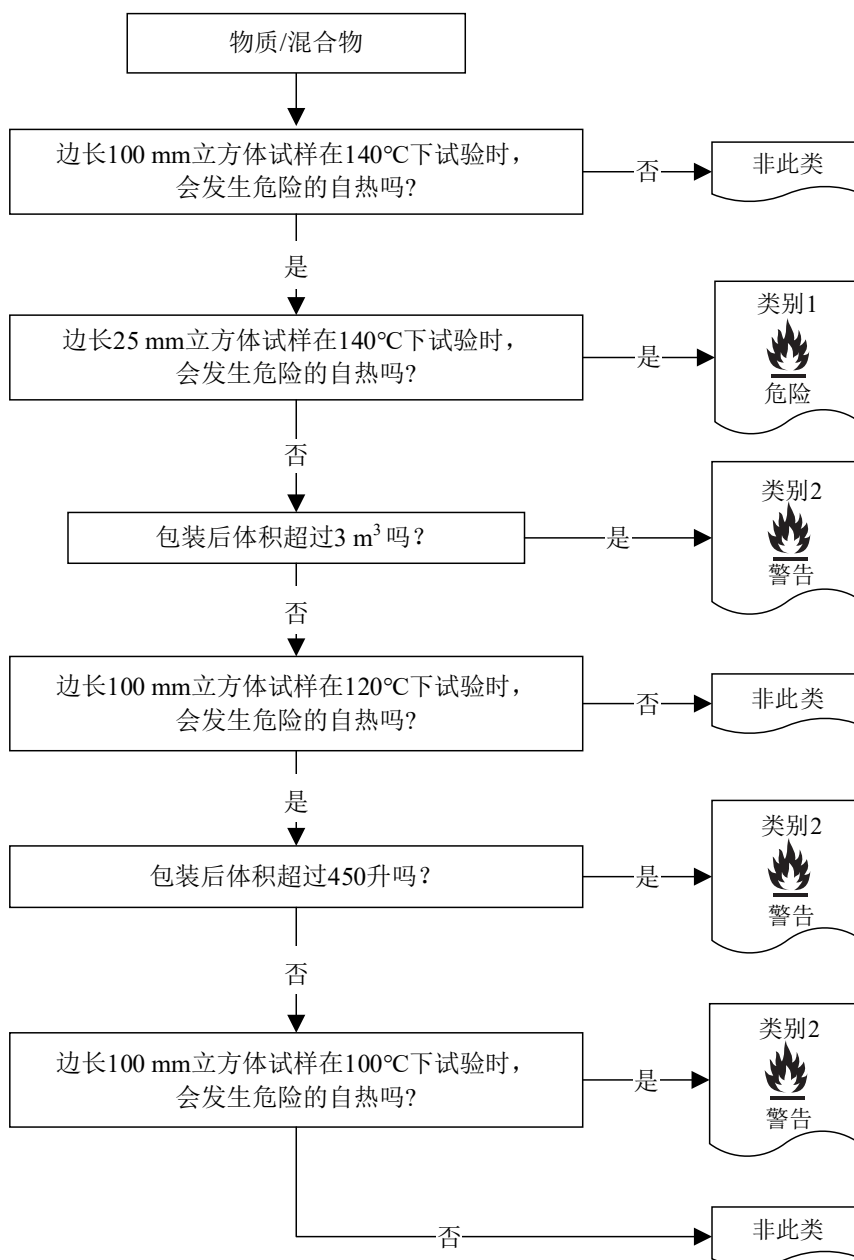 物质/混合物
边长100 mm立方体试样在140°C下试验时，
会发生危险的自热吗?
否
非此类
是
边长25 mm立方体试样在140°C下试验时，
会发生危险的自热吗?
是
类别1
危险
否
包装后体积超过3 m³ 吗?
是
类别2
警告
否
边长100 mm立方体试样在120°C下试验时，
会发生危险的自热吗?
否
非此类
是
包装后体积超过450升吗?
是
类别2
警告
否
边长100 mm立方体试样在100°C下试验时，
会发生危险的自热吗?
是
类别2
警告
否
非此类